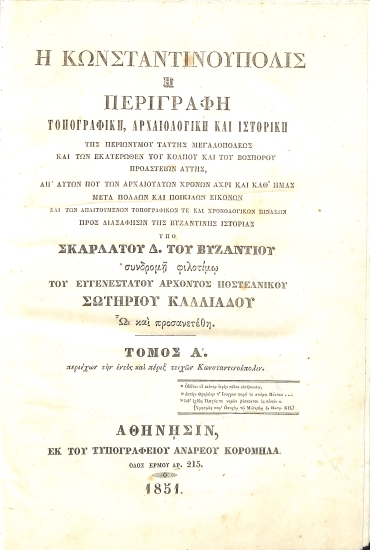 Η ΚΩΝΣΤΑΝΤΙΝΟΥΠΟΛΙΣ
Η
ΠΕΡΙΓΡΑΦΗ
ΤΟΠΟΓΡΑΦΙΚΗ, ΑΡΧΑΙΟΛΟΓΙΚΗ ΚΑΙ ΙΣΤΟΡΙΚΗ
ΤΗΣ ΠΕΡΙΩΝΥΜΟΥ ΤΑΥΤΗΣ ΜΕΓΑΛΟΠΟΛΕΩΣ
ΚΑΙ ΤΩΝ ΕΚΑΤΕΡΩΘΕΝ ΤΟΥ ΚΟΛΠΟΥ ΚΑΙ ΤΟΥ ΒΟΣΠΟΡΟΥ
ΠΡΟΑΣΤΕΙΩΝ ΑΥΤΗΣ,
ΑΠ' ΑΥΤΩΝ ΠΟΥ ΤΩΝ ΑΡΧΑΙΟΤΑΤΩΝ ΧΡΟΝΩΝ ΑΧΡΙ ΚΑΙ ΚΑΘ' ΗΜΑΣ
ΜΕΤΑ ΠΟΛΛΩΝ ΚΑΙ ΠΟΙΚΙΛΩΝ ΕΙΚΟΝΩΝ
ΚΑΙ ΤΩΝ ΑΠΑΙΤΟΥΜΕΝΩΝ ΤΟΠΟΓΡΑΦΙΚΩΝ ΤΕ ΚΑΙ ΧΡΟΝΟΛΟΓΙΚΩΝ ΠΙΝΑΚΩΝ
ΠΡΟΣ ΔΙΑΣΑΦΗΣΙΝ ΤΗΣ ΒΥΖΑΝΤΙΝΗΣ ΙΣΤΟΡΙΑΣ
ΥΠΟ
ΣΚΑΡΛΑΤΟΥ Δ. ΤΟΥ ΒΥΖΑΝΤΙΟΥ
συνδρομῇ φιλοτίμῳ
ΤΟΥ ΕΥΓΕΝΕΣΤΑΤΟΥ ΑΡΧΟΝΤΟΣ ΠΟΣΤΕΛΝΙΚΟΥ
ΣΩΤΗΡΙΟΥ ΚΑΛΛΙΑΔΟΥ
Ὧι καὶ προσανετέθη.
ΤΟΜΟΣ Α'.
περιέχων τὴν ἐντὸς καὶ πέριξ τειχῶν Κωνσταντινούπολιν.
ΑΘΗΝΗΣΙΝ,
ΕΚ ΤΟΥ ΤΥΠΟΓΡΑΦΕΙΟΥ ΑΝΔΡΕΟΥ ΚΟΡΟΜΗΛΑ.
ΟΔΟΣ ΕΡΜΟΥ ΑΡ. 215.
1851.